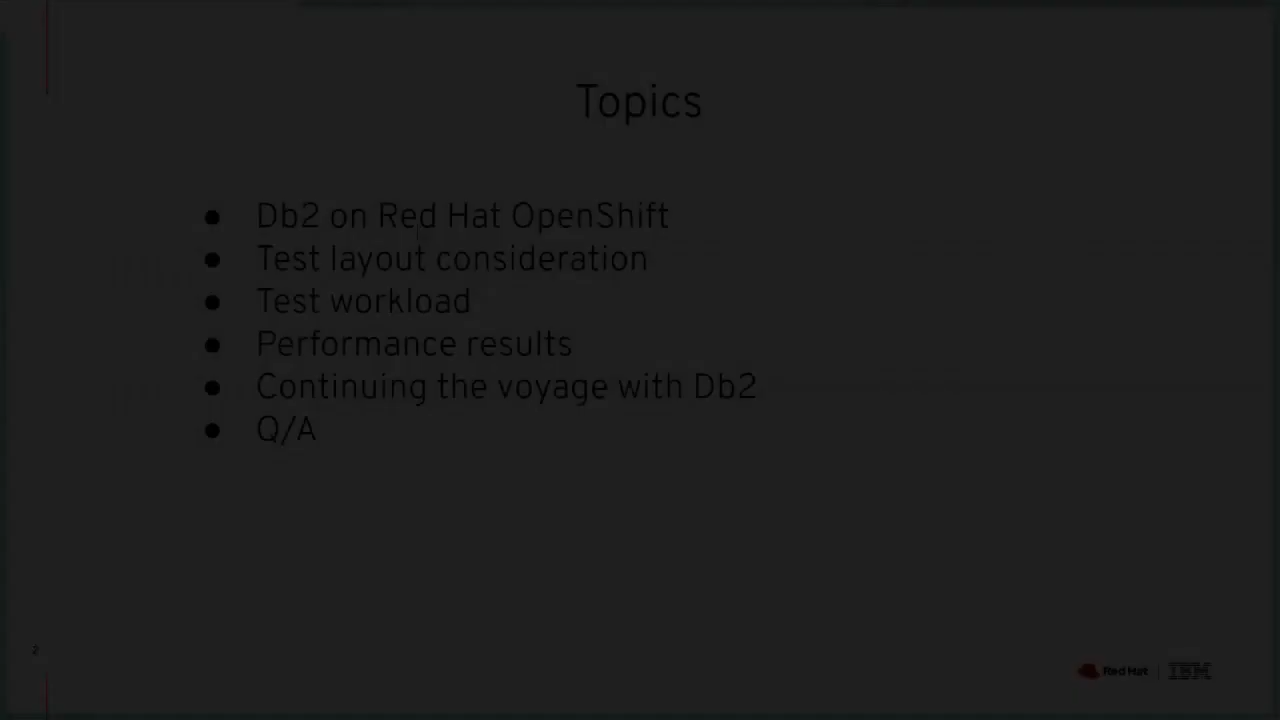 Topics
● Db2 on Red Hat OpenShift
● Test layout consideration
● Test workload
● Performance results
● Continuing the voyage with Db2
● Q/A
2
Red Hat | IBM